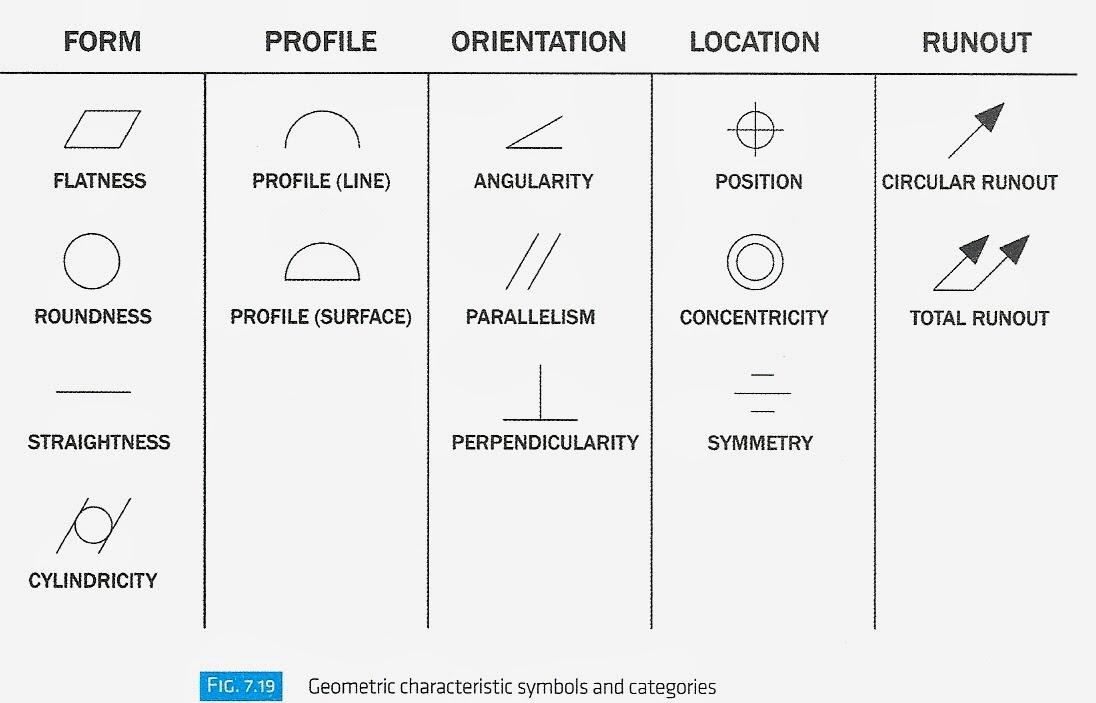 FORM PROFILE ORIENTATION LOCATION RUNOUT
FLATNESS PROFILE (LINE) ANGULARITY POSITION CIRCULAR RUNOUT
ROUNDNESS PROFILE (SURFACE) PARALLELISM CONCENTRICITY TOTAL RUNOUT
STRAIGHTNESS PERPENDICULARITY SYMMETRY
CYLINDRICITY
FIG. 7.19 Geometric characteristic symbols and categories